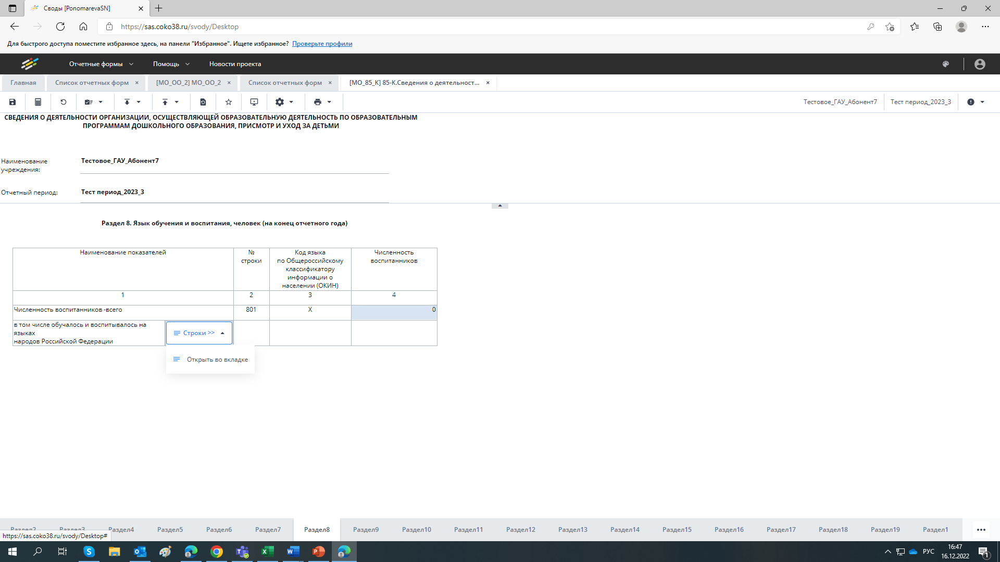 Своды [PonomarevaSN]
https://sas.coko38.ru/svody/Desktop
Для быстрого доступа поместите избранное здесь, на панели "Избранное". Ищете избранное? Проверьте профили
Отчетные формы
Помощь
Новости проекта
Главная
Список отчетных форм
[МО_ОО_2] МО_ОО_2
Список отчетных форм
[МО_85_К] 85-К.Сведения о деятельност...
Тестовое_ГАУ_Абонент7
Тест период_2023_3
СВЕДЕНИЯ О ДЕЯТЕЛЬНОСТИ ОРГАНИЗАЦИИ, ОСУЩЕСТВЛЯЮЩЕЙ ОБРАЗОВАТЕЛЬНУЮ ДЕЯТЕЛЬНОСТЬ ПО ОБРАЗОВАТЕЛЬНЫМ
ПРОГРАММАМ ДОШКОЛЬНОГО ОБРАЗОВАНИЯ, ПРИСМОТР И УХОД ЗА ДЕТЬМИ
Наименование
учреждения:
Тестовое_ГАУ_Абонент7
Отчетный период:
Тест период_2023_3
Раздел 8. Язык обучения и воспитания, человек (на конец отчетного года)
Наименование показателей
№
строки
Код языка
по Общероссийскому
классификатору
информации о
населении (ОКИН)
Численность
воспитанников
1
2
3
4
Численность воспитанников -всего
801
X
0
в том числе обучалось и воспитывалось на
языках
народов Российской Федерации
Строки >>
Открыть во вкладке
Раздел2
Раздел3
Раздел4
Раздел5
Раздел6
Раздел7
Раздел8
Раздел9
Раздел10
Раздел11
Раздел12
Раздел13
Раздел14
Раздел15
Раздел16
Раздел17
Раздел18
Раздел19
Раздел1
https://sas.coko38.ru/svody/Desktop#
РУС
16:47
16.12.2022
1